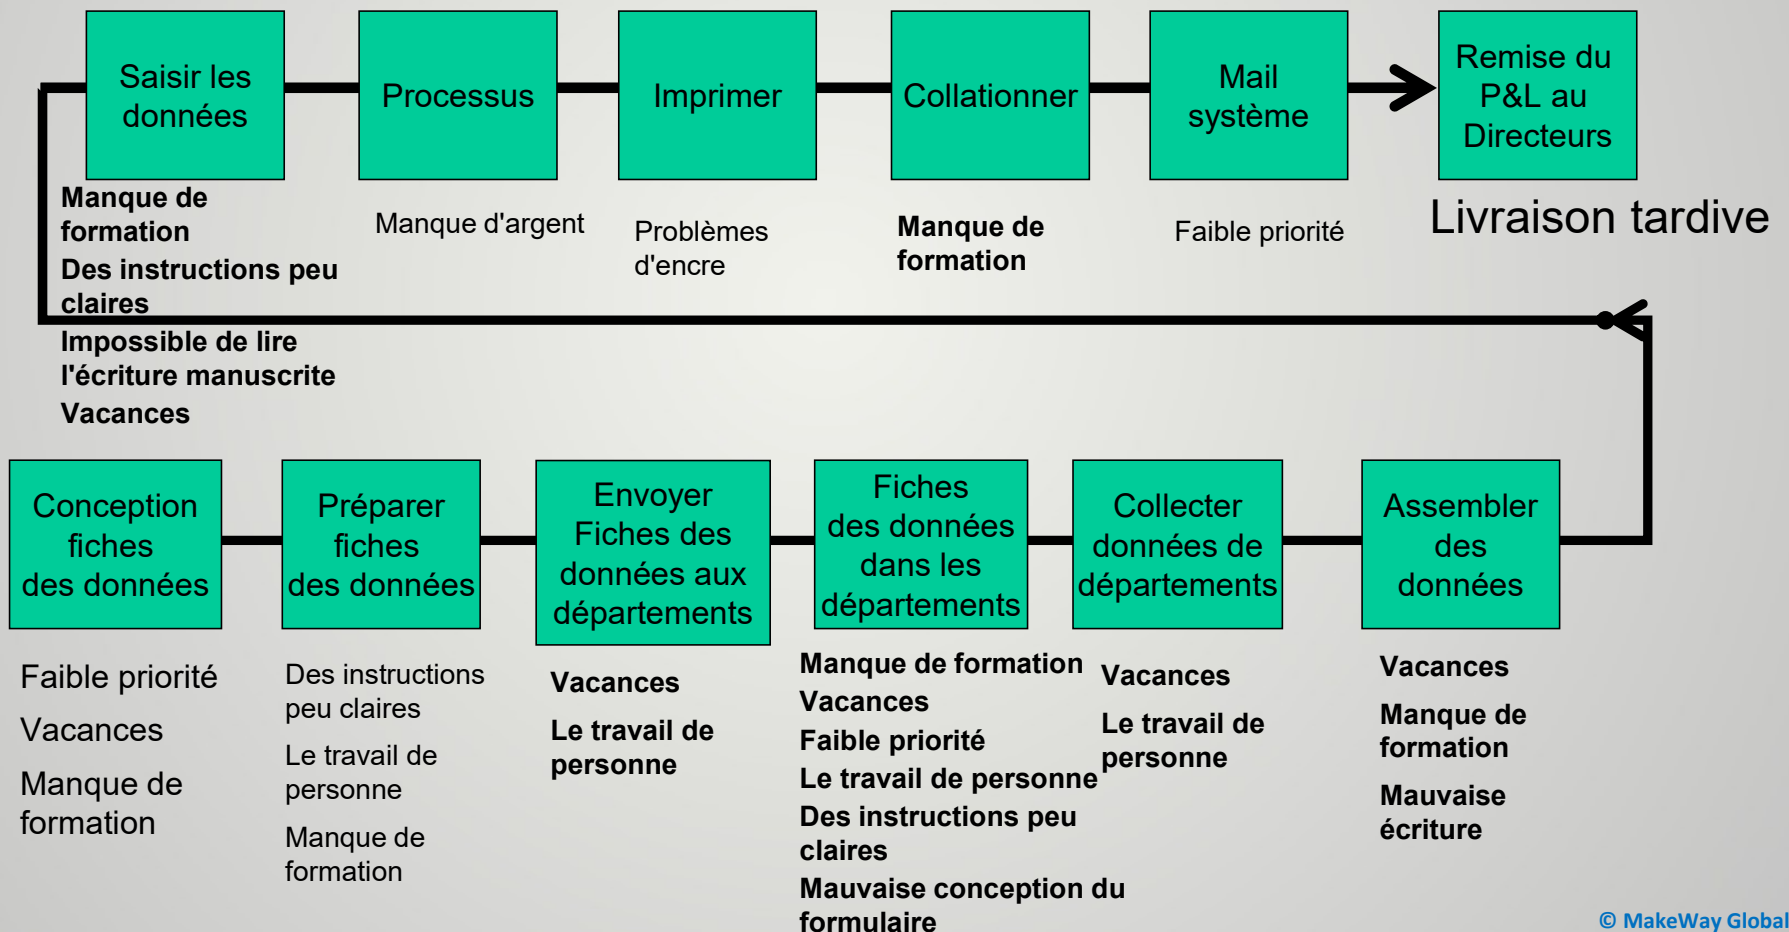 Saisir les
données
Processus
Imprimer
Collationner
Mail
système
Remise du
P&L au
Directeurs
Manque de
formation
Des instructions peu
claires
Impossible de lire
l'écriture manuscrite
Vacances
Manque d'argent
Problèmes
d'encre
Manque de
formation
Faible priorité
Livraison tardive
Conception
fiches
des données
Préparer
fiches
des données
Envoyer
Fiches des
données aux
départements
Fiches
des données
dans les
départements
Collecter
données de
départements
Assembler
des
données
Faible priorité
Vacances
Manque de
formation
Des instructions
peu claires
Le travail de
personne
Manque de
formation
Vacances
Le travail de
personne
Manque de formation
Vacances
Faible priorité
Le travail de personne
Des instructions peu
claires
Mauvaise conception du
formulaire
Vacances
Le travail de
personne
Vacances
Manque de
formation
Mauvaise
écriture
© MakeWay Global